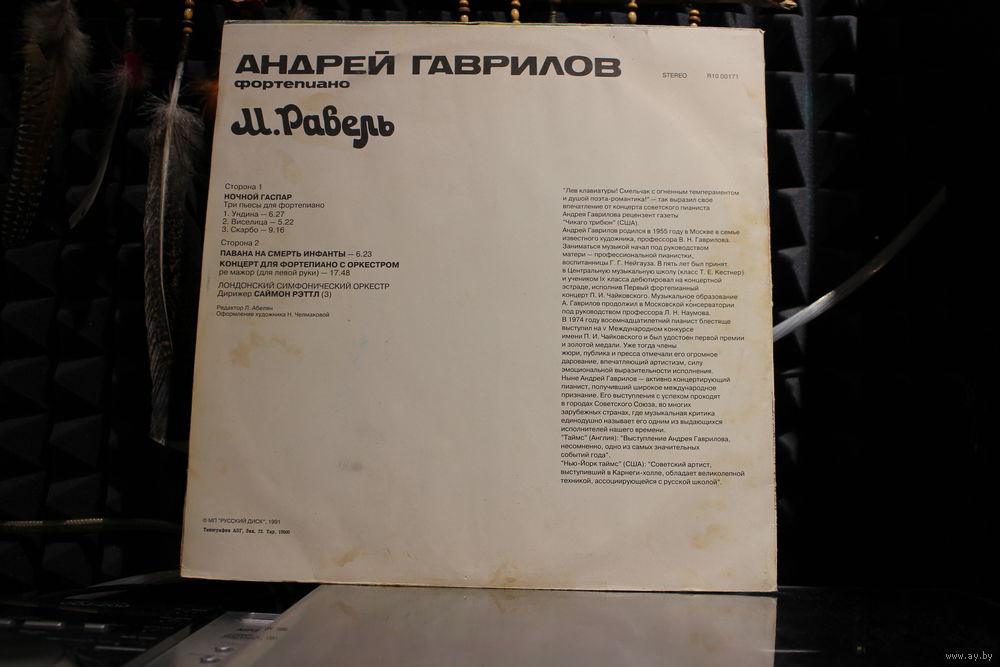 АНДРЕЙ ГАВРИЛОВ
фортепиано
STEREO R10 00171
М.Равель
Сторона 1
НОЧНОЙ ГАСПАР
Три пьесы для фортепиано
1. Ундина — 6.27
2. Виселица — 5.22
3. Скарбо — 9.16
Сторона 2
ПАВАНА НА СМЕРТЬ ИНФАНТЫ — 6.23
КОНЦЕРТ ДЛЯ ФОРТЕПИАНО С ОРКЕСТРОМ
ре мажор (для левой руки) — 17.48
ЛОНДОНСКИЙ СИМФОНИЧЕСКИЙ ОРКЕСТР
Дирижер САЙМОН РЭТТЛ (3)
Редактор Л. Абелян
Оформление художника Н. Челмаковой
© МП "РУССКИЙ ДИСК", 1991
Типография АЗГ, Зак. 72. Тир. 15000
"Лев клавиатуры! Смельчак с огненным темпераментом
и душой поэта-романтика!" — так выразил свое
впечатление от концерта советского пианиста
Андрея Гаврилова рецензент газеты
"Чикаго трибюн" (США).
Андрей Гаврилов родился в 1955 году в Москве в семье
известного художника, профессора В. Н. Гаврилова.
Заниматься музыкой начал под руководством
матери — профессиональной пианистки,
воспитанницы Г. Г. Нейгауза. В пять лет был принят
в Центральную музыкальную школу (класс Т. Е. Кестнер)
и учеником IX класса дебютировал на концертной
эстраде, исполнив Первый фортепианный
концерт П. И. Чайковского. Музыкальное образование
А. Гаврилов продолжил в Московской консерватории
под руководством профессора Л. Н. Наумова.
В 1974 году восемнадцатилетний пианист блестяще
выступил на V Международном конкурсе
имени П. И. Чайковского и был удостоен первой премии
и золотой медали. Уже тогда члены
жюри, публика и пресса отмечали его огромное
дарование, впечатляющий артистизм, силу
эмоциональной выразительности исполнения.
Ныне Андрей Гаврилов — активно концертирующий
пианист, получивший широкое международное
признание. Его выступления с успехом проходят
в городах Советского Союза, во многих
зарубежных странах, где музыкальная критика
единодушно называет его одним из выдающихся
исполнителей нашего времени.
"Таймс" (Англия): "Выступление Андрея Гаврилова,
несомненно, одно из самых значительных
событий года".
"Нью-Йорк таймс" (США): "Советский артист,
выступивший в Карнеги-холле, обладает великолепной
техникой, ассоциирующейся с русской школой".
www.ay.by